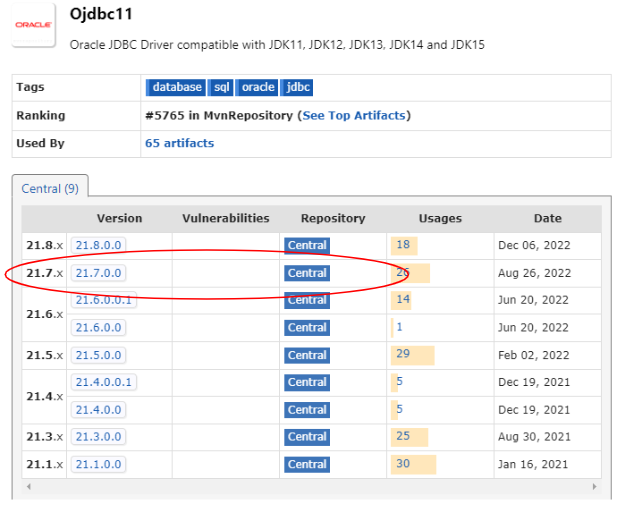 ORACLE
Ojdbc11
Oracle JDBC Driver compatible with JDK11, JDK12, JDK13, JDK14 and JDK15
Tags database sql oracle jdbc
Ranking #5765 in MvnRepository (See Top Artifacts)
Used By 65 artifacts
Central (9)
Version Vulnerabilities Repository Usages Date
21.8.x 21.8.0.0 Central 18 Dec 06, 2022
21.7.x 21.7.0.0 Central 26 Aug 26, 2022
21.6.x 21.6.0.0.1 Central 14 Jun 20, 2022
21.6.0.0 Central 1 Jun 20, 2022
21.5.x 21.5.0.0 Central 29 Feb 02, 2022
21.4.x 21.4.0.0.1 Central 5 Dec 19, 2021
21.4.0.0 Central 5 Dec 19, 2021
21.3.x 21.3.0.0 Central 25 Aug 30, 2021
21.1.x 21.1.0.0 Central 30 Jan 16, 2021